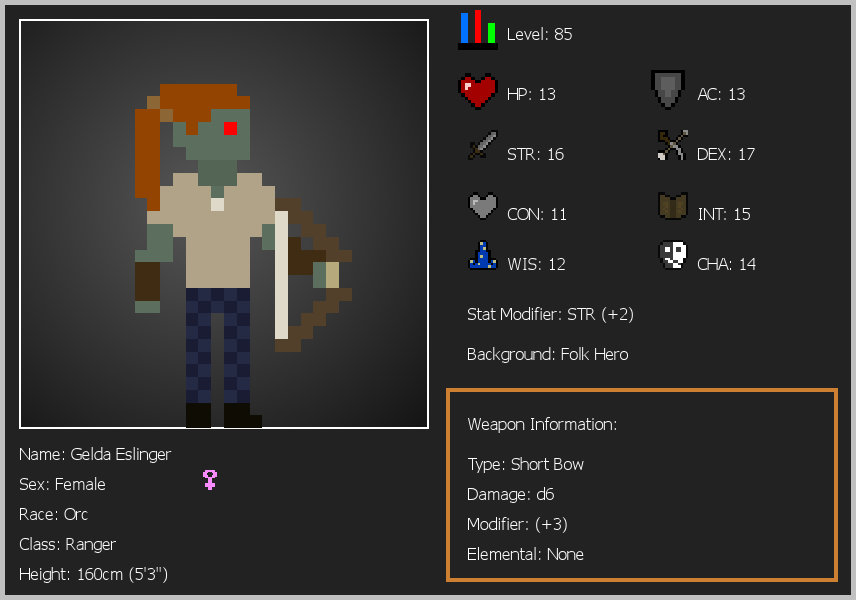 Level: 85
HP: 13
AC: 13
STR: 16
DEX: 17
CON: 11
INT: 15
WIS: 12
CHA: 14
Stat Modifier: STR (+2)
Background: Folk Hero
Weapon Information:
Type: Short Bow
Damage: d6
Modifier: (+3)
Elemental: None
Name: Gelda Eslinger
Sex: Female
Race: Orc
Class: Ranger
Height: 160cm (5'3")